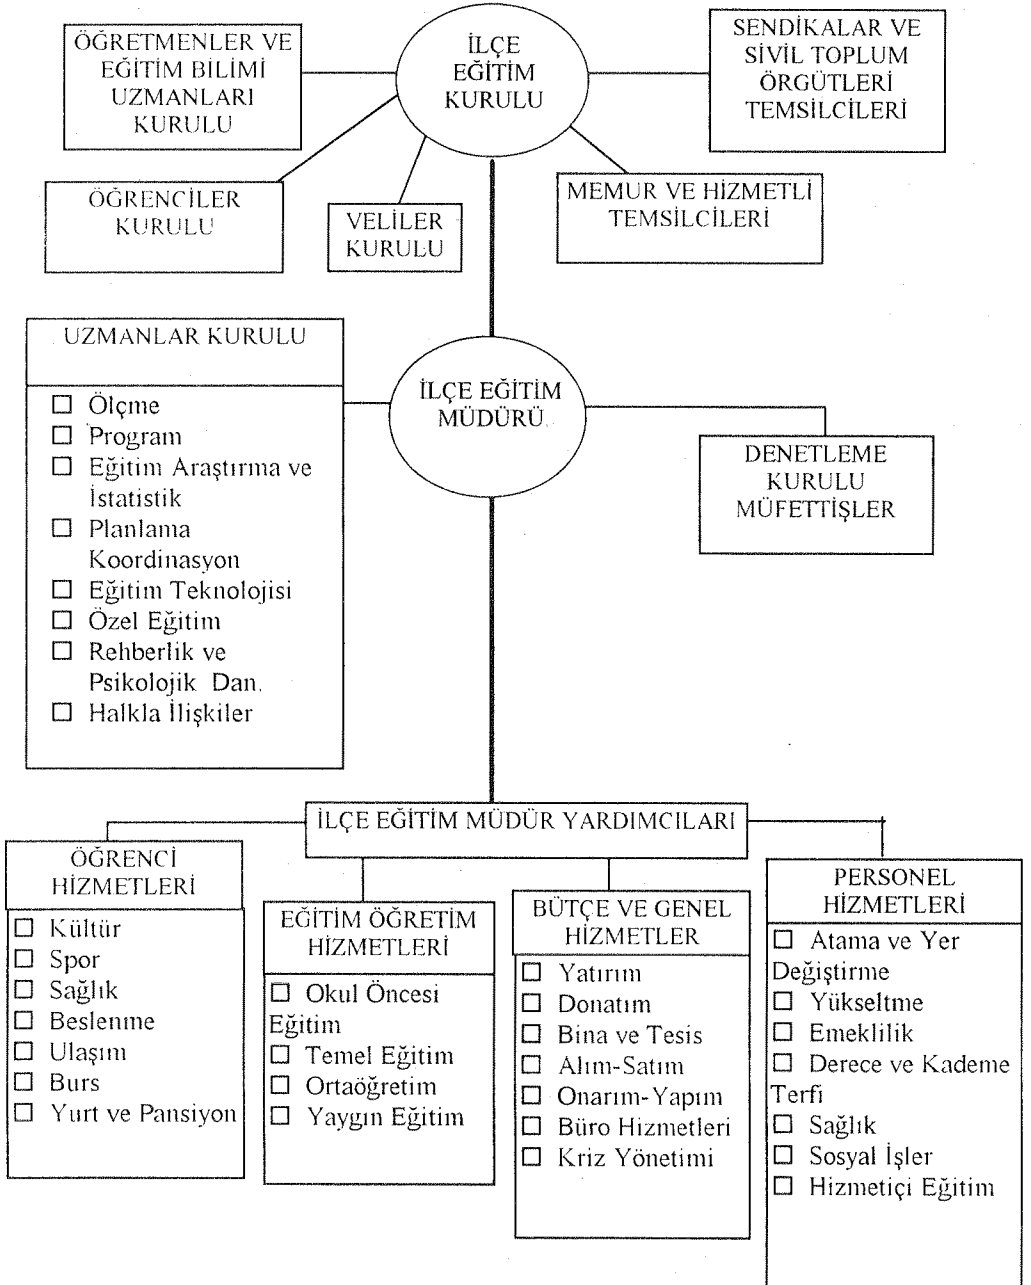 ÖĞRETMENLER VE
EĞİTİM BİLİMİ
UZMANLARI
KURULU
İLÇE
EĞİTİM
KURULU
SENDİKALAR VE
SİVİL TOPLUM
ÖRGÜTLERİ
TEMSİLCİLERİ
ÖĞRENCİLER
KURULU
VELİLER
KURULU
MEMUR VE HİZMETLİ
TEMSİLCİLERİ
UZMANLAR KURULU
☐ Ölçme
☐ Program
☐ Eğitim Araştırma ve
İstatistik
☐ Planlama
Koordinasyon
☐ Eğitim Teknolojisi
☐ Özel Eğitim
☐ Rehberlik ve
Psikolojik Dan.
☐ Halkla İlişkiler
İLÇE EĞİTİM
MÜDÜRÜ
DENETLEME
KURULU
MÜFETTİŞLER
İLÇE EĞİTİM MÜDÜR YARDIMCILARI
ÖĞRENCİ
HİZMETLERİ
☐ Kültür
☐ Spor
☐ Sağlık
☐ Beslenme
☐ Ulaşım
☐ Burs
☐ Yurt ve Pansiyon
EĞİTİM ÖĞRETİM
HİZMETLERİ
☐ Okul Öncesi
Eğitim
☐ Temel Eğitim
☐ Ortaöğretim
☐ Yaygın Eğitim
BÜTÇE VE GENEL
HİZMETLER
☐ Yatırım
☐ Donatım
☐ Bina ve Tesis
☐ Alım-Satım
☐ Onarım-Yapım
☐ Büro Hizmetleri
☐ Kriz Yönetimi
PERSONEL
HİZMETLERİ
☐ Atama ve Yer
Değiştirme
☐ Yükseltme
☐ Emeklilik
☐ Derece ve Kademe
Terfi
☐ Sağlık
☐ Sosyal İşler
☐ Hizmetiçi Eğitim